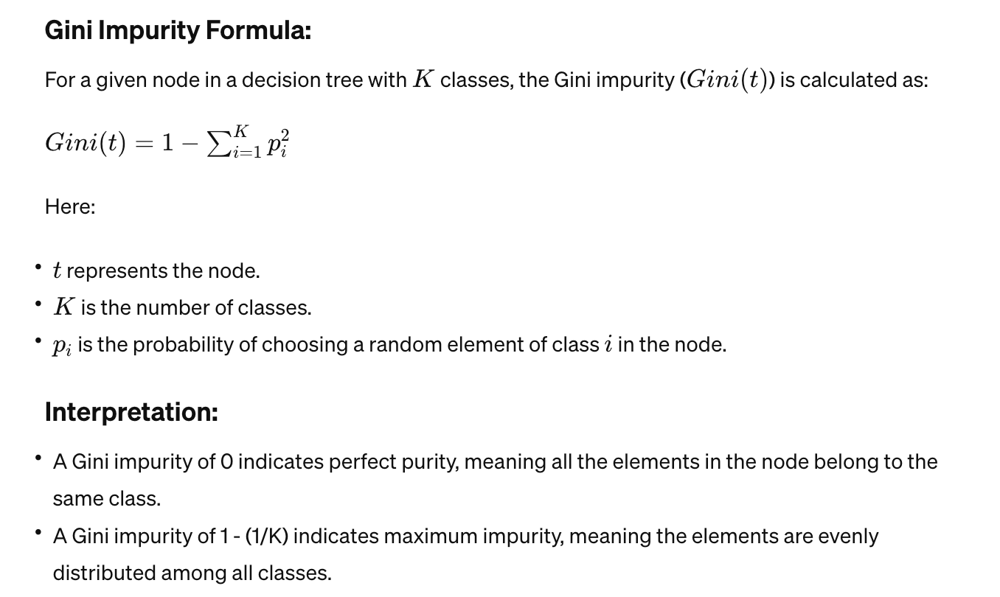 Gini Impurity Formula:
For a given node in a decision tree with K classes, the Gini impurity (Gini(t)) is calculated as:
Gini(t) = 1 − ∑_{i=1}^{K} p_i^2
Here:
• t represents the node.
• K is the number of classes.
• p_i is the probability of choosing a random element of class i in the node.
Interpretation:
• A Gini impurity of 0 indicates perfect purity, meaning all the elements in the node belong to the
same class.
• A Gini impurity of 1 - (1/K) indicates maximum impurity, meaning the elements are evenly
distributed among all classes.